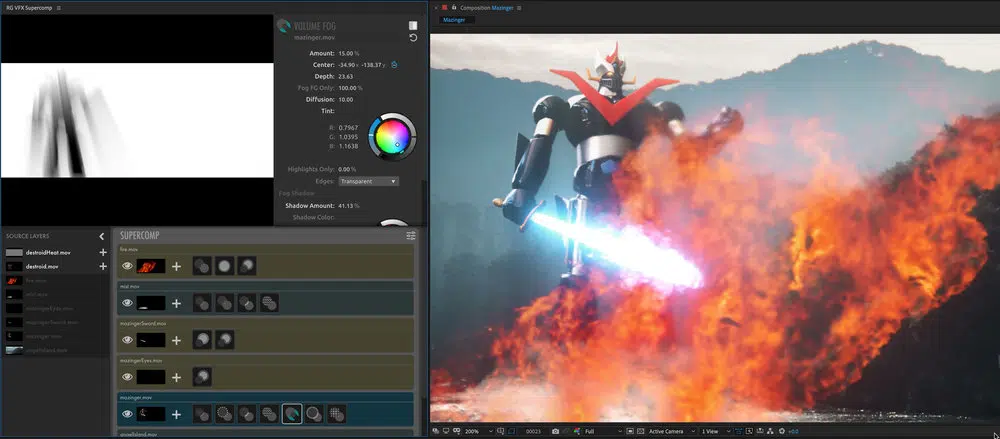 RG VFX Supercomp
VOLUME FOG
mazinger.mov
Amount: 15.00 %
Center: -34.90 x -138.37 y
Depth: 23.63
Fog FG Only: 100.00 %
Diffusion: 10.00
Tint:
R: 0.7967
G: 1.0395
B: 1.1638
Highlights Only: 0.00 %
Edges: Transparent
Fog Shadow
Shadow Amount: 41.13 %
Shadow Color:
SOURCE LAYERS
destroidHeat.mov
destroid.mov
fire.mov
mist.mov
mazingerEyes.mov
mazingerSword.mov
mazinger.mov
SUPERCOMP
fire.mov
mist.mov
mazingerSword.mov
mazingerEyes.mov
mazinger.mov
Composition Mazinger
Mazinger
200%
00023
Full
Active Camera
1 View
+0.0